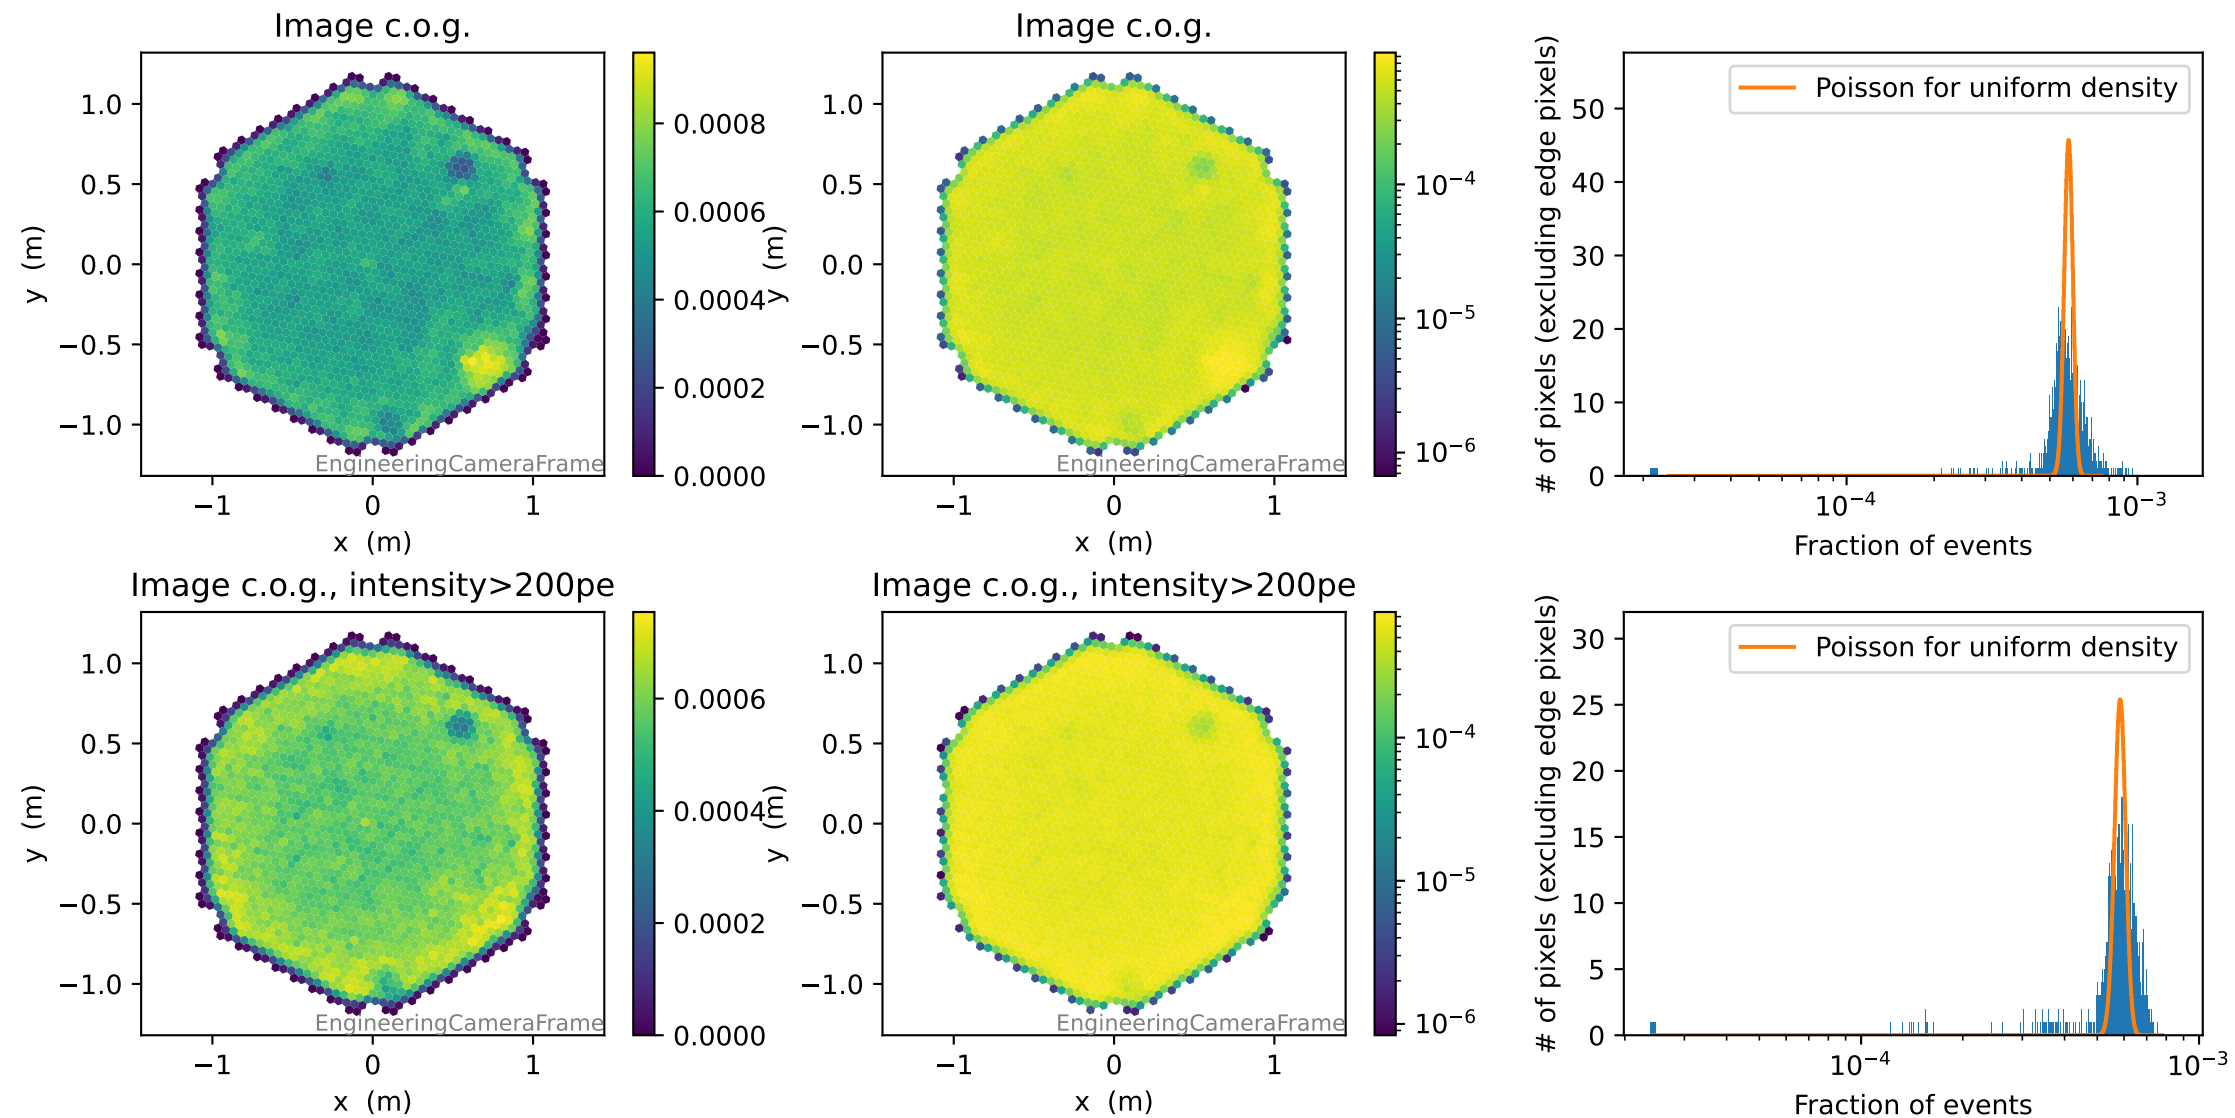 Image c.o.g.
y (m)
1.0
0.5
0.0
−0.5
−1.0
−1 0 1
x (m)
EngineeringCameraFrame
0.0008
0.0006
0.0004
0.0002
0.0000
Image c.o.g.
y (m)
1.0
0.5
0.0
−0.5
−1.0
−1 0 1
x (m)
EngineeringCameraFrame
10⁻⁴
10⁻⁵
10⁻⁶
# of pixels (excluding edge pixels)
50
40
30
20
10
0
Poisson for uniform density
10⁻⁴ 10⁻³
Fraction of events
Image c.o.g., intensity>200pe
y (m)
1.0
0.5
0.0
−0.5
−1.0
−1 0 1
x (m)
EngineeringCameraFrame
0.0006
0.0004
0.0002
0.0000
Image c.o.g., intensity>200pe
y (m)
1.0
0.5
0.0
−0.5
−1.0
−1 0 1
x (m)
EngineeringCameraFrame
10⁻⁴
10⁻⁵
10⁻⁶
# of pixels (excluding edge pixels)
30
25
20
15
10
5
0
Poisson for uniform density
10⁻⁴ 10⁻³
Fraction of events